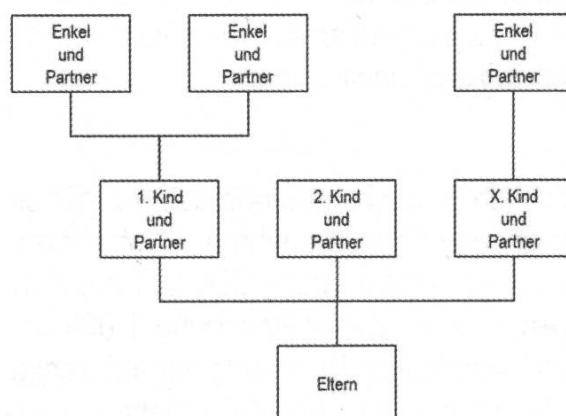 Enkel
und
Partner
Enkel
und
Partner
Enkel
und
Partner
1. Kind
und
Partner
2. Kind
und
Partner
X. Kind
und
Partner
Eltern